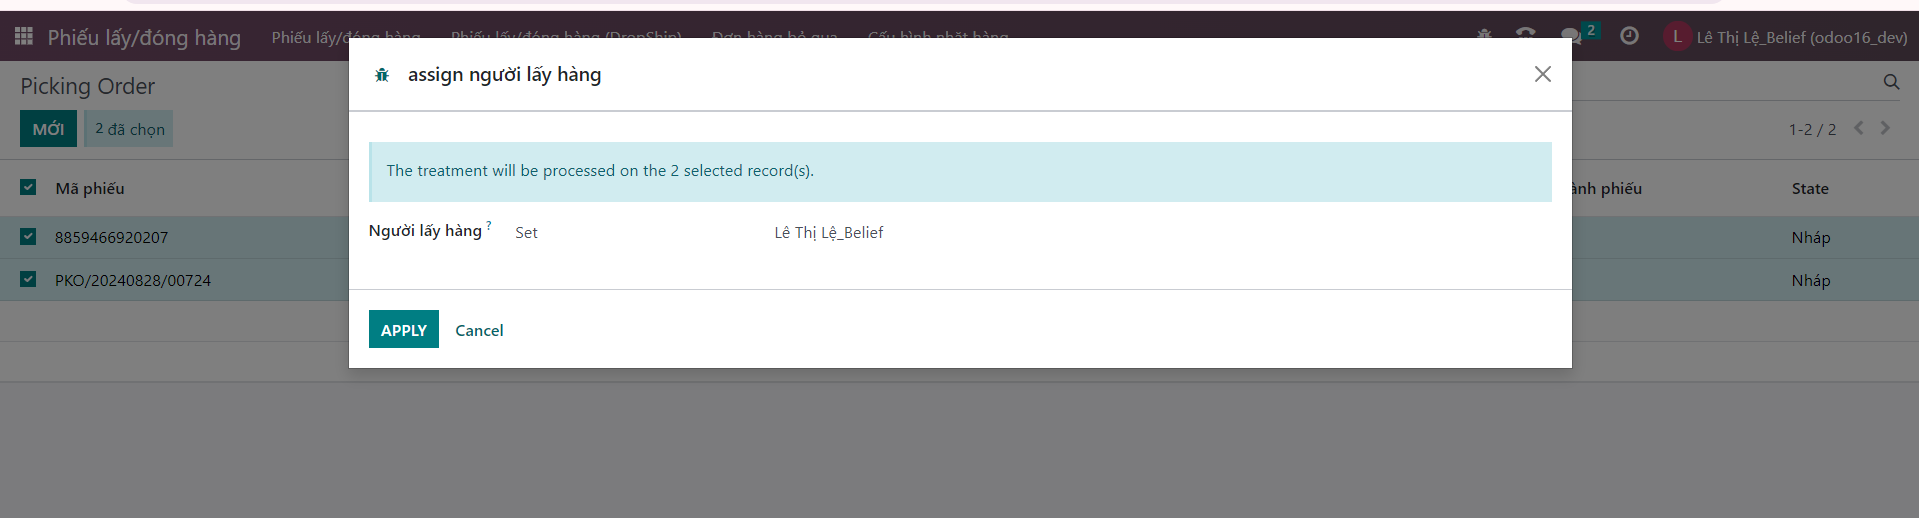 Phiếu lấy/đóng hàng Phiếu lấy/đóng hàng Phiếu lấy/đóng hàng (DropShip) Đơn hàng bỏ qua Cấu hình nhặt hàng 2 L Lê Thị Lệ_Belief (odoo16_dev)
assign người lấy hàng
Picking Order
MỚI 2 đã chọn 1-2 / 2
The treatment will be processed on the 2 selected record(s).
Mã phiếu ành phiếu State
Người lấy hàng ? Set Lê Thị Lệ_Belief
8859466920207 Nháp
PKO/20240828/00724 Nháp
APPLY Cancel